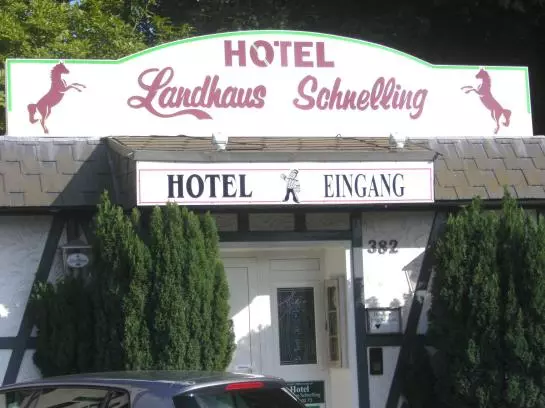 HOTEL
Landhaus Schnelling
HOTEL EINGANG
382
Hotel